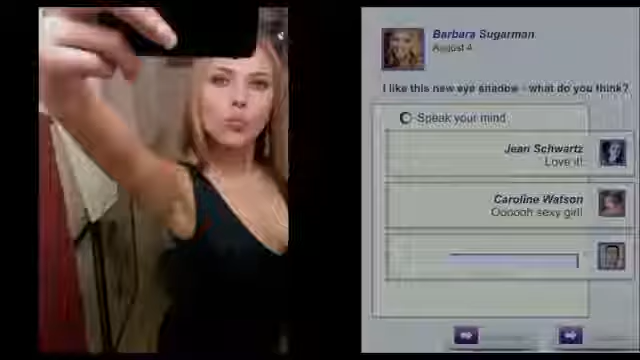 Barbara Sugarman
August 4
I like this new eye shadow - what do you think?
Speak your mind
Jean Schwartz
Love it!
Caroline Watson
Oooooh sexy girl!